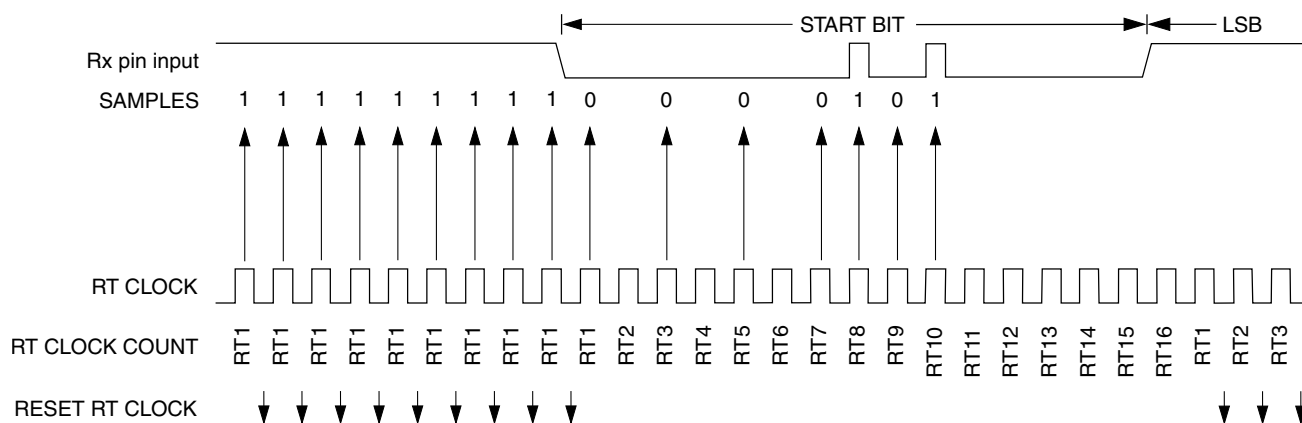 START BIT LSB
Rx pin input
SAMPLES 1 1 1 1 1 1 1 1 1 0 0 0 0 1 0 1
RT CLOCK
RT CLOCK COUNT RT1 RT1 RT1 RT1 RT1 RT1 RT1 RT1 RT1 RT1 RT2 RT3 RT4 RT5 RT6 RT7 RT8 RT9 RT10 RT11 RT12 RT13 RT14 RT15 RT16 RT1 RT2 RT3
RESET RT CLOCK